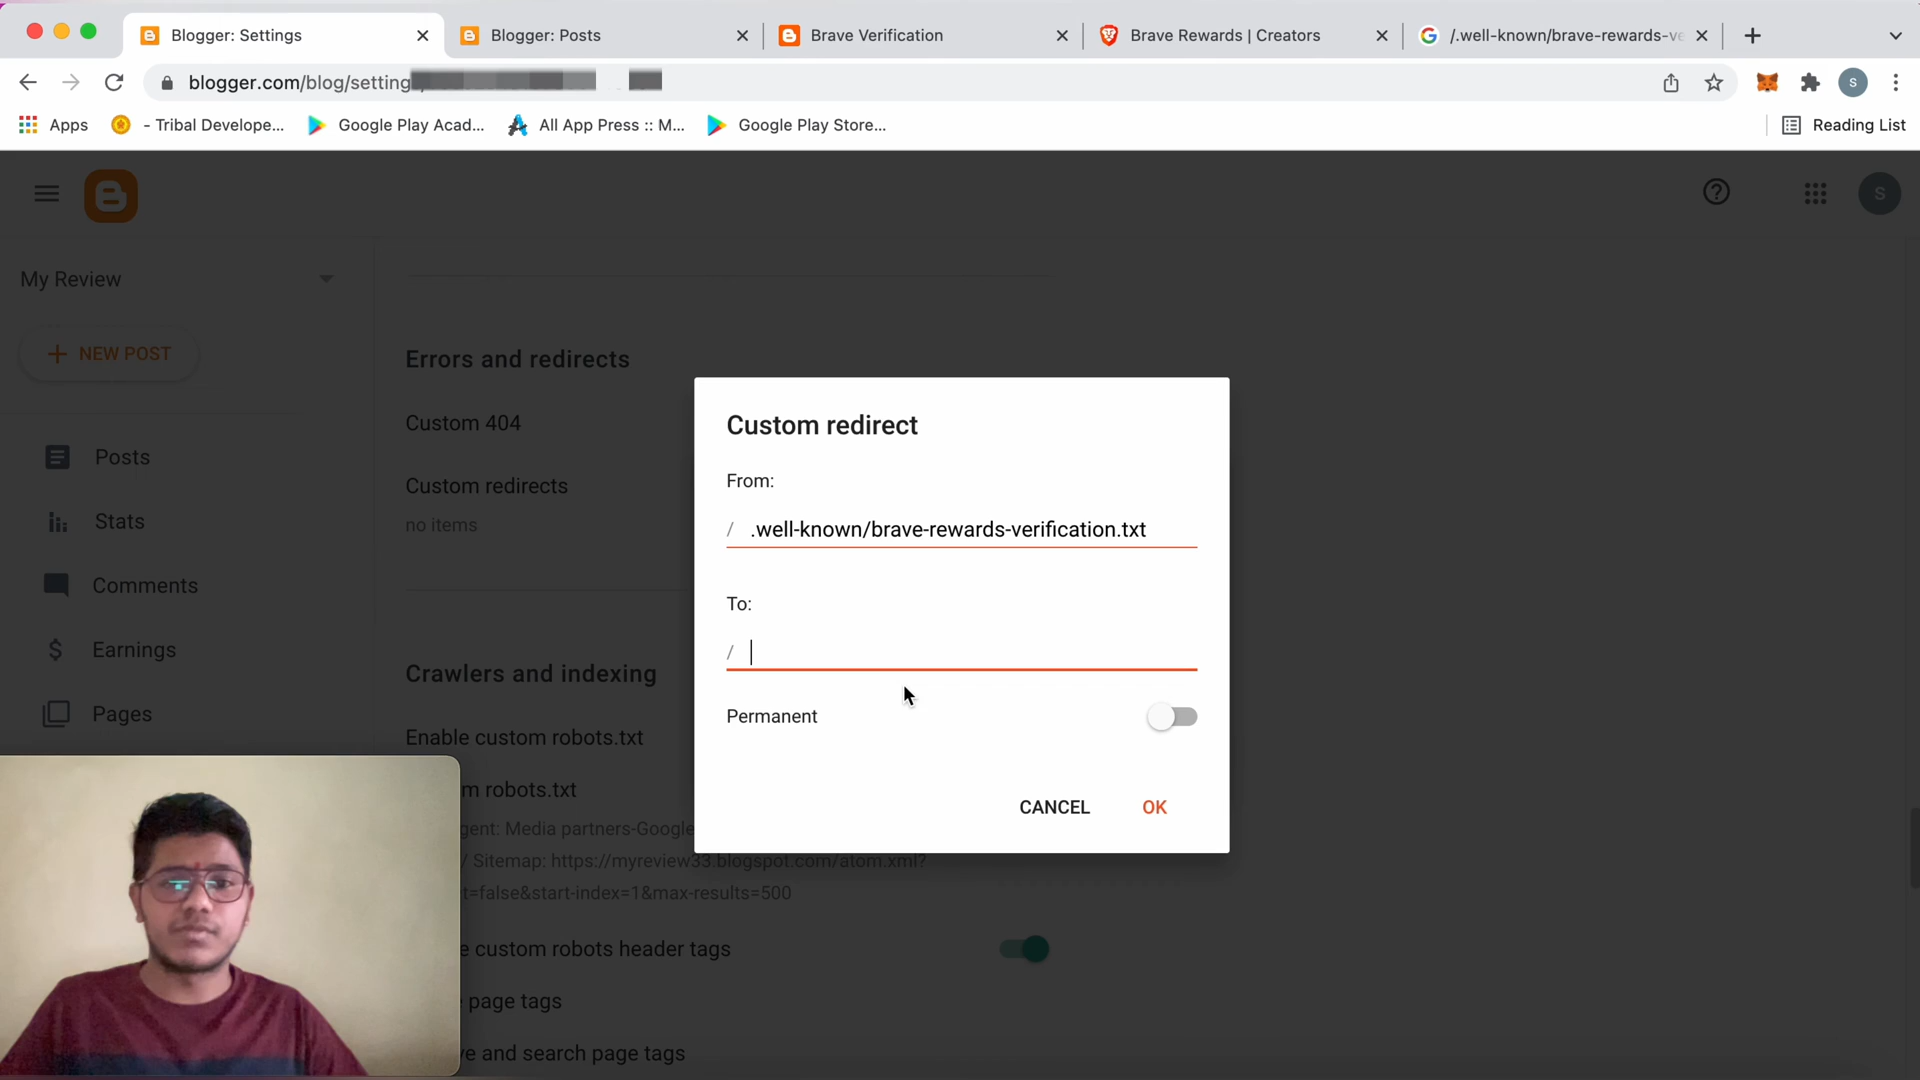 Blogger: Settings
Blogger: Posts
Brave Verification
Brave Rewards | Creators
/.well-known/brave-rewards-ve
blogger.com/blog/setting
S
Apps
- Tribal Develope...
Google Play Acad...
All App Press :: M...
Google Play Store...
Reading List
S
My Review
+ NEW POST
Posts
Stats
Comments
Earnings
Pages
Errors and redirects
Custom 404
Custom redirects
no items
Crawlers and indexing
Enable custom robots.txt
m robots.txt
gent: Media partners-Google
/ Sitemap: https://myreview33.blogspot.com/atom.xml?
t=false&start-index=1&max-results=500
e custom robots header tags
page tags
ve and search page tags
Custom redirect
From:
/ .well-known/brave-rewards-verification.txt
To:
/
Permanent
CANCEL
OK